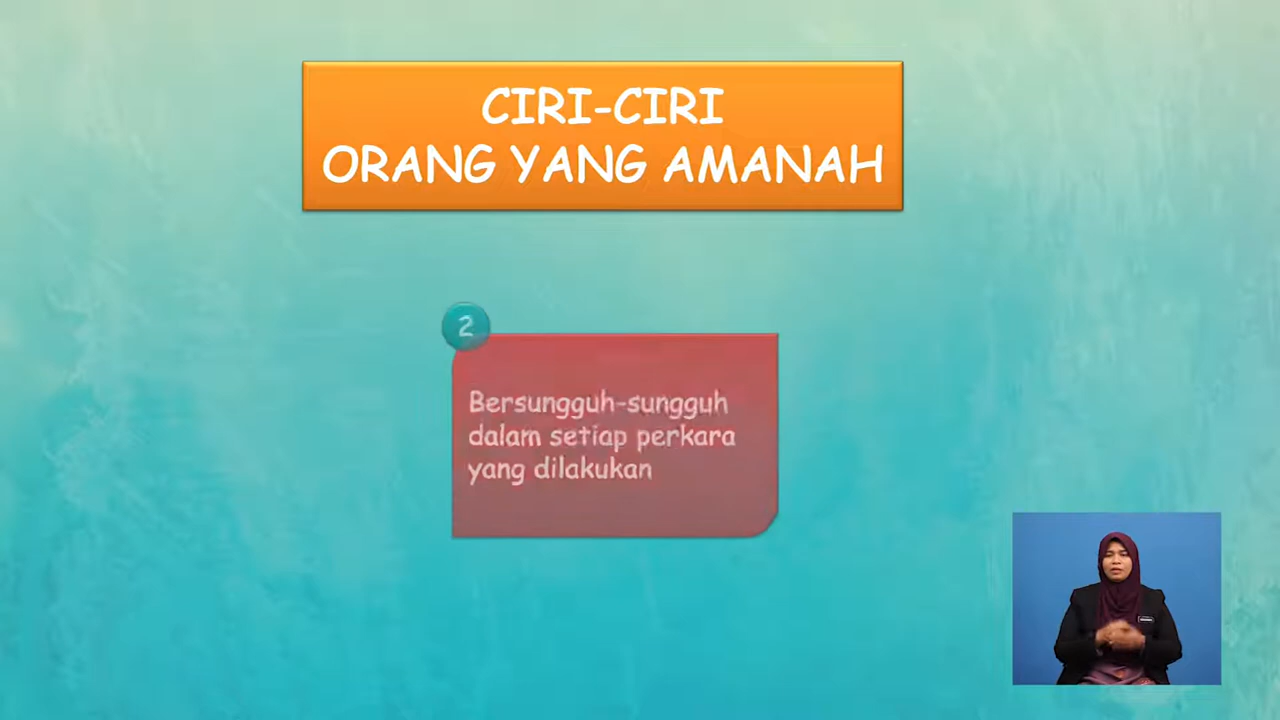 CIRI-CIRI
ORANG YANG AMANAH
2
Bersungguh-sungguh
dalam setiap perkara
yang dilakukan